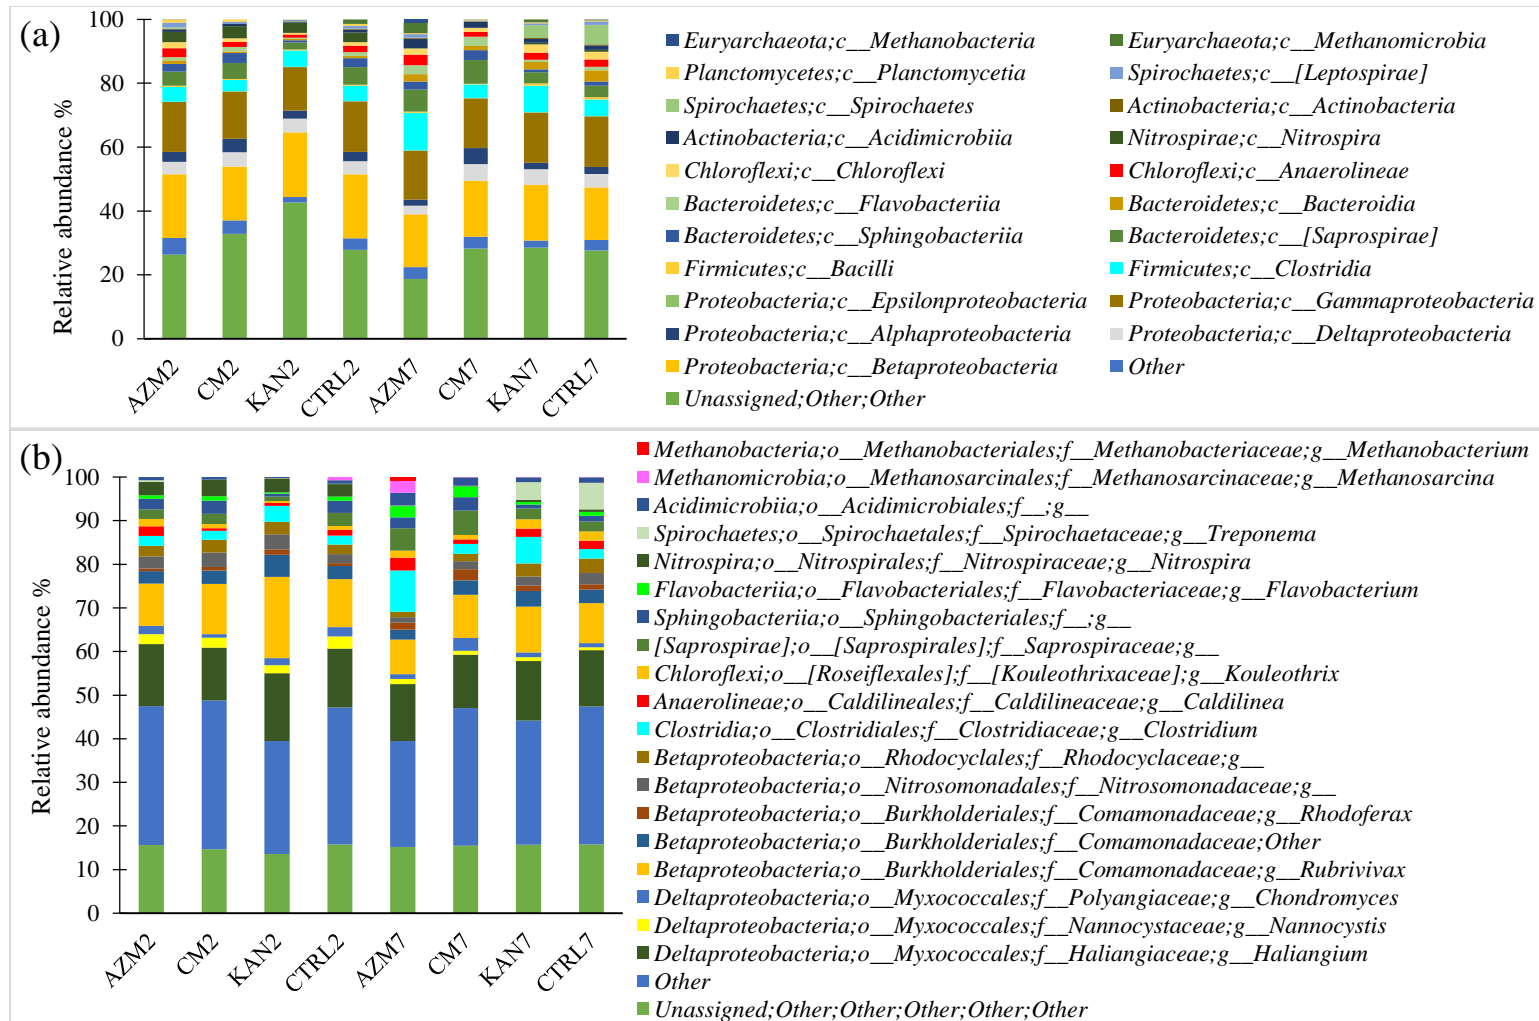 (a)
Relative abundance %
100
80
60
40
20
0
AZM2
CM2
KAN2
CTRL2
AZM7
CM7
KAN7
CTRL7
Euryarchaeota;c__Methanobacteria
Euryarchaeota;c__Methanomicrobia
Planctomycetes;c__Planctomycetia
Spirochaetes;c__[Leptospirae]
Spirochaetes;c__Spirochaetes
Actinobacteria;c__Actinobacteria
Actinobacteria;c__Acidimicrobiia
Nitrospirae;c__Nitrospira
Chloroflexi;c__Chloroflexi
Chloroflexi;c__Anaerolineae
Bacteroidetes;c__Flavobacteriia
Bacteroidetes;c__Bacteroidia
Bacteroidetes;c__Sphingobacteriia
Bacteroidetes;c__[Saprospirae]
Firmicutes;c__Bacilli
Firmicutes;c__Clostridia
Proteobacteria;c__Epsilonproteobacteria
Proteobacteria;c__Gammaproteobacteria
Proteobacteria;c__Alphaproteobacteria
Proteobacteria;c__Deltaproteobacteria
Proteobacteria;c__Betaproteobacteria
Other
Unassigned;Other;Other
(b)
Relative abundance %
100
90
80
70
60
50
40
30
20
10
0
AZM2
CM2
KAN2
CTRL2
AZM7
CM7
KAN7
CTRL7
Methanobacteria;o__Methanobacteriales;f__Methanobacteriaceae;g__Methanobacterium
Methanomicrobia;o__Methanosarcinales;f__Methanosarcinaceae;g__Methanosarcina
Acidimicrobiia;o__Acidimicrobiales;f__;g__
Spirochaetes;o__Spirochaetales;f__Spirochaetaceae;g__Treponema
Nitrospira;o__Nitrospirales;f__Nitrospiraceae;g__Nitrospira
Flavobacteriia;o__Flavobacteriales;f__Flavobacteriaceae;g__Flavobacterium
Sphingobacteriia;o__Sphingobacteriales;f__;g__
[Saprospirae];o__[Saprospirales];f__Saprospiraceae;g__
Chloroflexi;o__[Roseiflexales];f__[Kouleothrixaceae];g__Kouleothrix
Anaerolineae;o__Caldilineales;f__Caldilineaceae;g__Caldilinea
Clostridia;o__Clostridiales;f__Clostridiaceae;g__Clostridium
Betaproteobacteria;o__Rhodocyclales;f__Rhodocyclaceae;g__
Betaproteobacteria;o__Nitrosomonadales;f__Nitrosomonadaceae;g__
Betaproteobacteria;o__Burkholderiales;f__Comamonadaceae;g__Rhodoferax
Betaproteobacteria;o__Burkholderiales;f__Comamonadaceae;Other
Betaproteobacteria;o__Burkholderiales;f__Comamonadaceae;g__Rubrivivax
Deltaproteobacteria;o__Myxococcales;f__Polyangiaceae;g__Chondromyces
Deltaproteobacteria;o__Myxococcales;f__Nannocystaceae;g__Nannocystis
Deltaproteobacteria;o__Myxococcales;f__Haliangiaceae;g__Haliangium
Other
Unassigned;Other;Other;Other;Other;Other